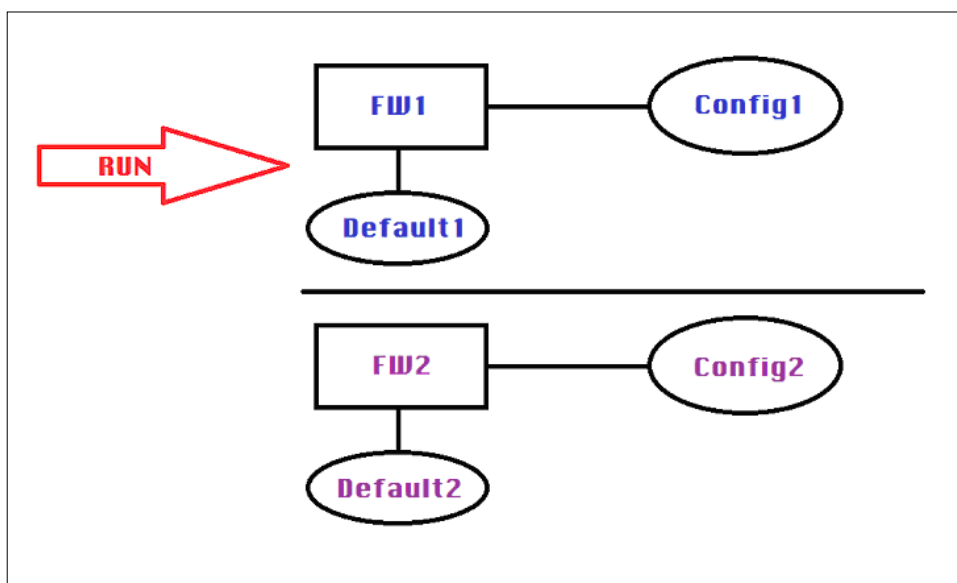 FW1
Config1
RUN
Default1
FW2
Config2
Default2